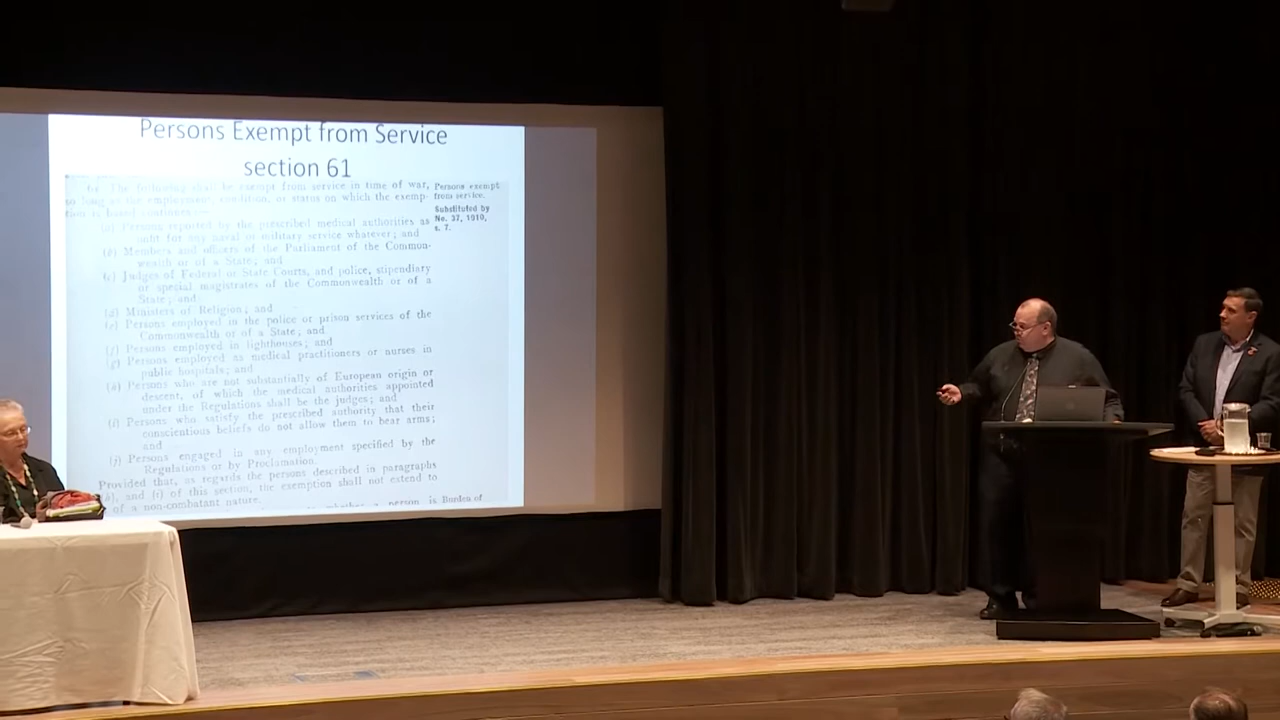 Persons Exempt from Service
section 61
61 The following shall be exempt from service in time of war,
so long as the employment, condition, or status on which the exemp-
tion is based continues:—
Persons exempt
from service.
Substituted by
No. 37, 1910,
s. 7.
(a) Persons reported by the prescribed medical authorities as
unfit for any naval or military service whatever; and
(b) Members and officers of the Parliament of the Common-
wealth or of a State; and
(c) Judges of Federal or State Courts, and police, stipendiary
or special magistrates of the Commonwealth or of a
State; and
(d) Ministers of Religion; and
(e) Persons employed in the police or prison services of the
Commonwealth or of a State; and
(f) Persons employed in lighthouses; and
(g) Persons employed as medical practitioners or nurses in
public hospitals; and
(h) Persons who are not substantially of European origin or
descent, of which the medical authorities appointed
under the Regulations shall be the judges; and
(i) Persons who satisfy the prescribed authority that their
conscientious beliefs do not allow them to bear arms;
and
(j) Persons engaged in any employment specified by the
Regulations or by Proclamation.
Provided that, as regards the persons described in paragraphs
and (i) of this section, the exemption shall not extend to
of a non-combatant nature.
whether a person is
Burden of